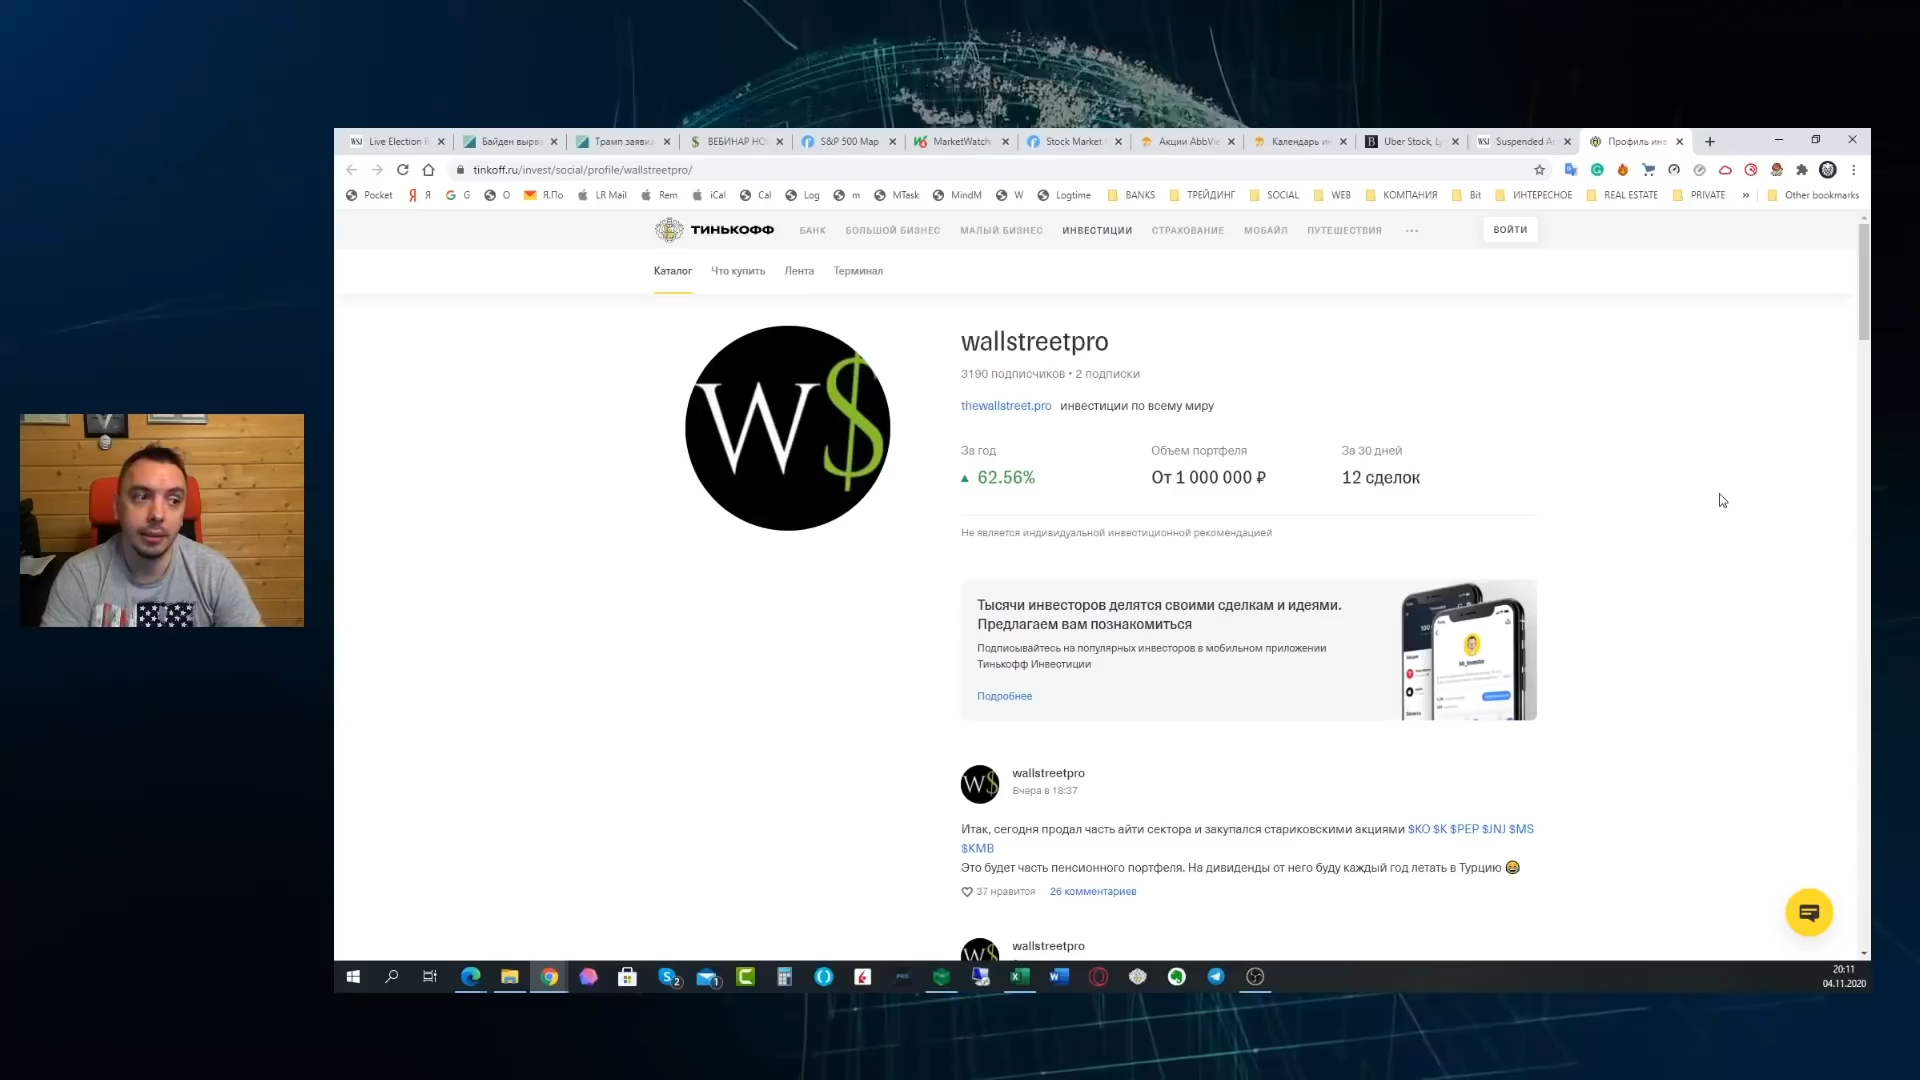 Live Election R
Байден вырв
Трамп заяви
ВЕБИНАР НО
S&P 500 Map
MarketWatch
Stock Market
Акции AbbVie
Календарь ин
Uber Stock, Ly
Suspended A
Профиль инв
tinkoff.ru/invest/social/profile/wallstreetpro/
Pocket
Я
G
O
Я.По
LR Mail
Rem
iCal
Cal
Log
m
MTask
MindM
W
Logtime
BANKS
ТРЕЙДИНГ
SOCIAL
WEB
КОМПАНИЯ
Bit
ИНТЕРЕСНОЕ
REAL ESTATE
PRIVATE
»
Other bookmarks
ТИНЬКОФФ
БАНК
БОЛЬШОЙ БИЗНЕС
МАЛЫЙ БИЗНЕС
ИНВЕСТИЦИИ
СТРАХОВАНИЕ
МОБАЙЛ
ПУТЕШЕСТВИЯ
ВОЙТИ
Каталог
Что купить
Лента
Терминал
W$
wallstreetpro
3190 подписчиков • 2 подписки
thewallstreet.pro инвестиции по всему миру
За год
Объем портфеля
За 30 дней
62.56%
От 1 000 000 ₽
12 сделок
Не является индивидуальной инвестиционной рекомендацией
Тысячи инвесторов делятся своими сделкам и идеями.
Предлагаем вам познакомиться
Подписывайтесь на популярных инвесторов в мобильном приложении
Тинькофф Инвестиции
Подробнее
W$
wallstreetpro
Вчера в 18:37
Итак, сегодня продал часть айти сектора и закупался стариковскими акциями $KO $K $PEP $JNJ $MS
$KMB
Это будет часть пенсионного портфеля. На дивиденды от него буду каждый год летать в Турцию 😄
37 нравится
26 комментариев
W$
wallstreetpro
20:11
04.11.2020